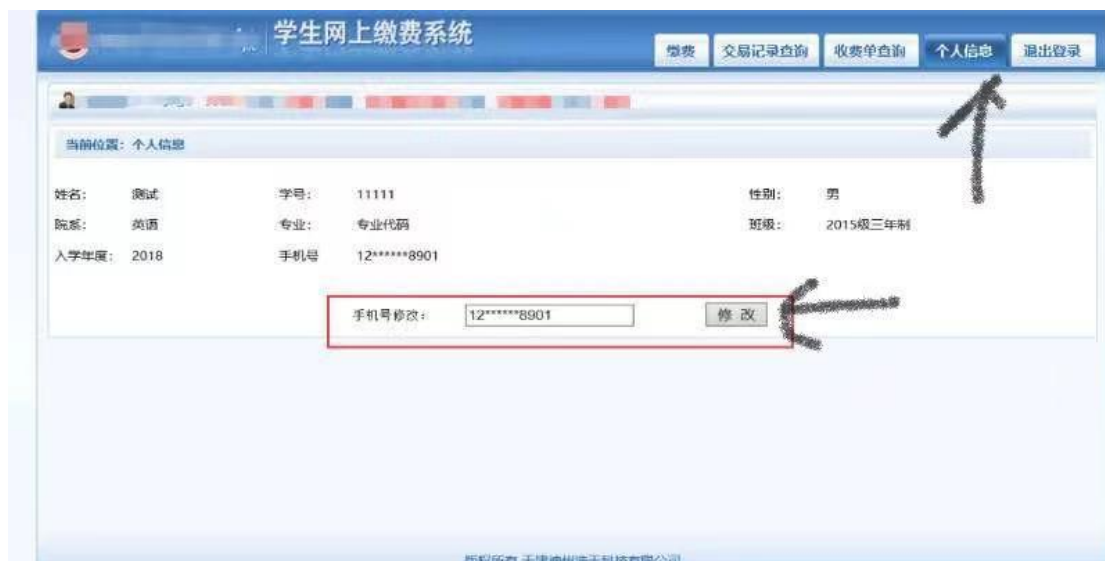 学生网上缴费系统
缴费 交易记录查询 收费单查询 个人信息 退出登录
当前位置：个人信息
姓名： 测试 学号： 11111 性别： 男
院系： 英语 专业： 专业代码 班级： 2015级三年制
入学年度： 2018 手机号 12******8901
手机号修改： 12******8901 修 改